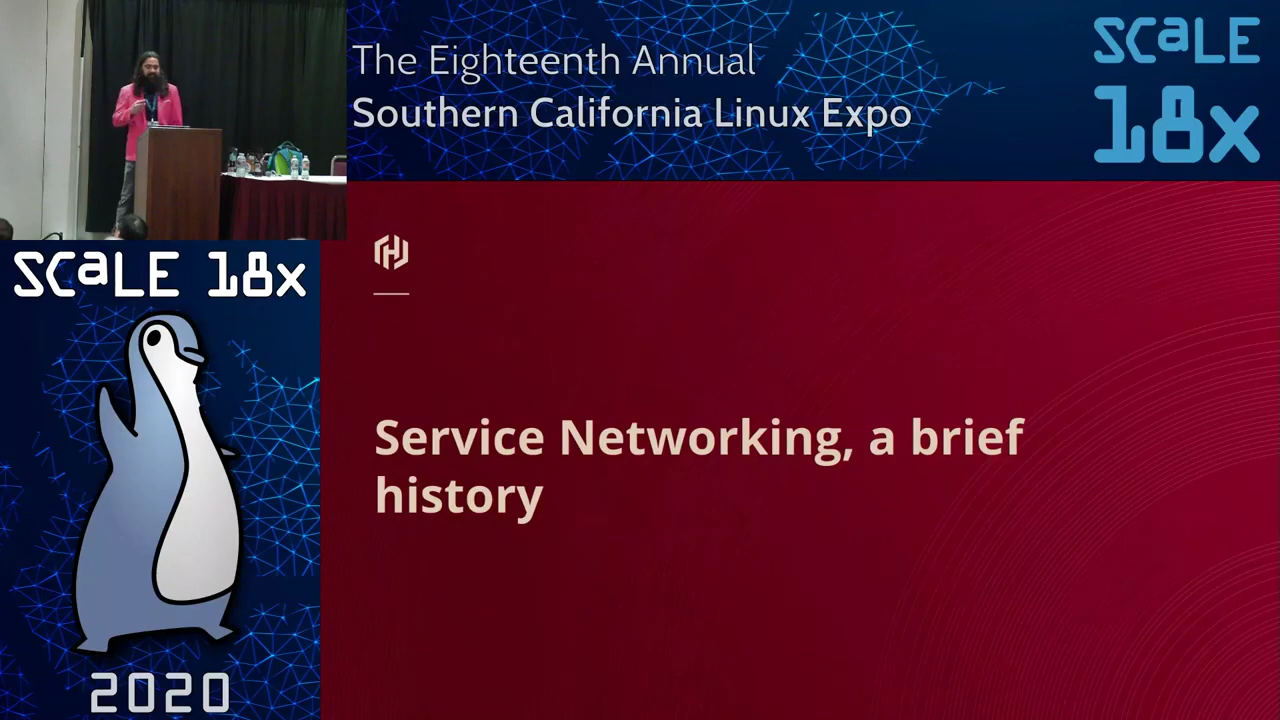 The Eighteenth Annual
Southern California Linux Expo
SCaLE
18x
SCaLE 18x
Service Networking, a brief
history
2020